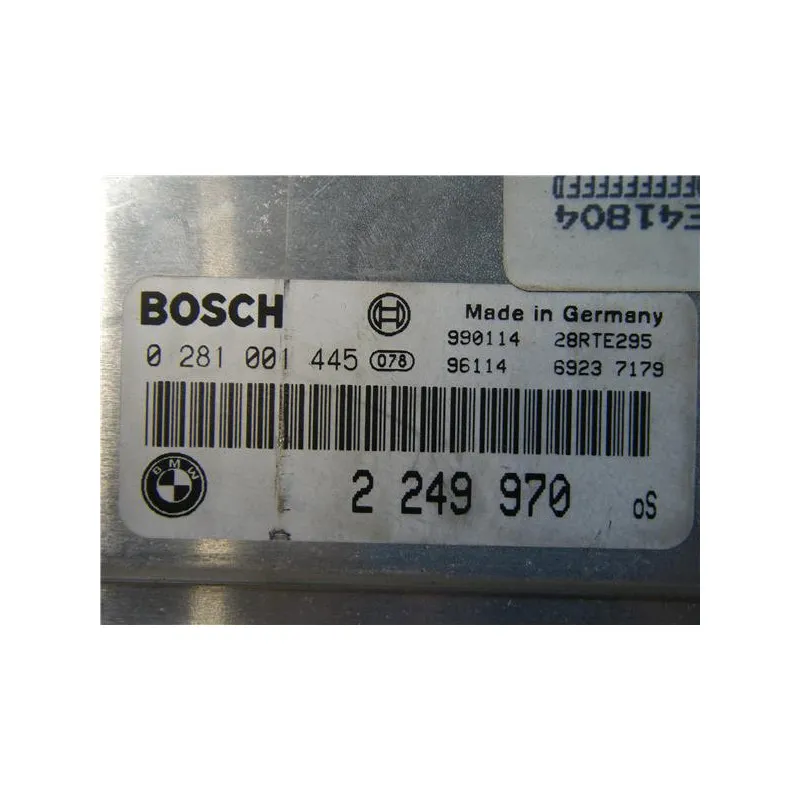 E41804
BOSCH
Made in Germany
990114 28RTE295
0 281 001 445 078
96114 6923 7179
BMW
2 249 970 oS